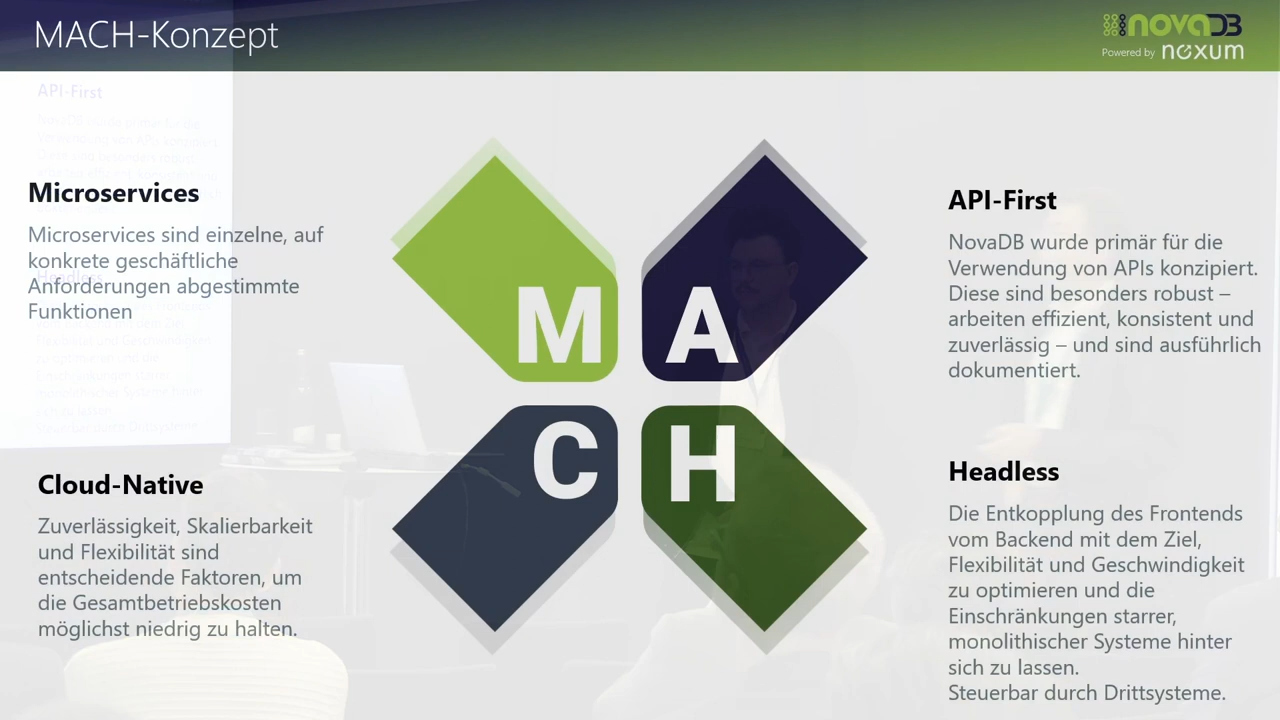 MACH-Konzept
novaDB
Powered by nexum
API-First
Microservices
Microservices sind einzelne, auf
konkrete geschäftliche
Anforderungen abgestimmte
Funktionen
Headless
M
A
C
H
API-First
NovaDB wurde primär für die
Verwendung von APIs konzipiert.
Diese sind besonders robust –
arbeiten effizient, konsistent und
zuverlässig – und sind ausführlich
dokumentiert.
Cloud-Native
Zuverlässigkeit, Skalierbarkeit
und Flexibilität sind
entscheidende Faktoren, um
die Gesamtbetriebskosten
möglichst niedrig zu halten.
Headless
Die Entkopplung des Frontends
vom Backend mit dem Ziel,
Flexibilität und Geschwindigkeit
zu optimieren und die
Einschränkungen starrer,
monolithischer Systeme hinter
sich zu lassen.
Steuerbar durch Drittsysteme.